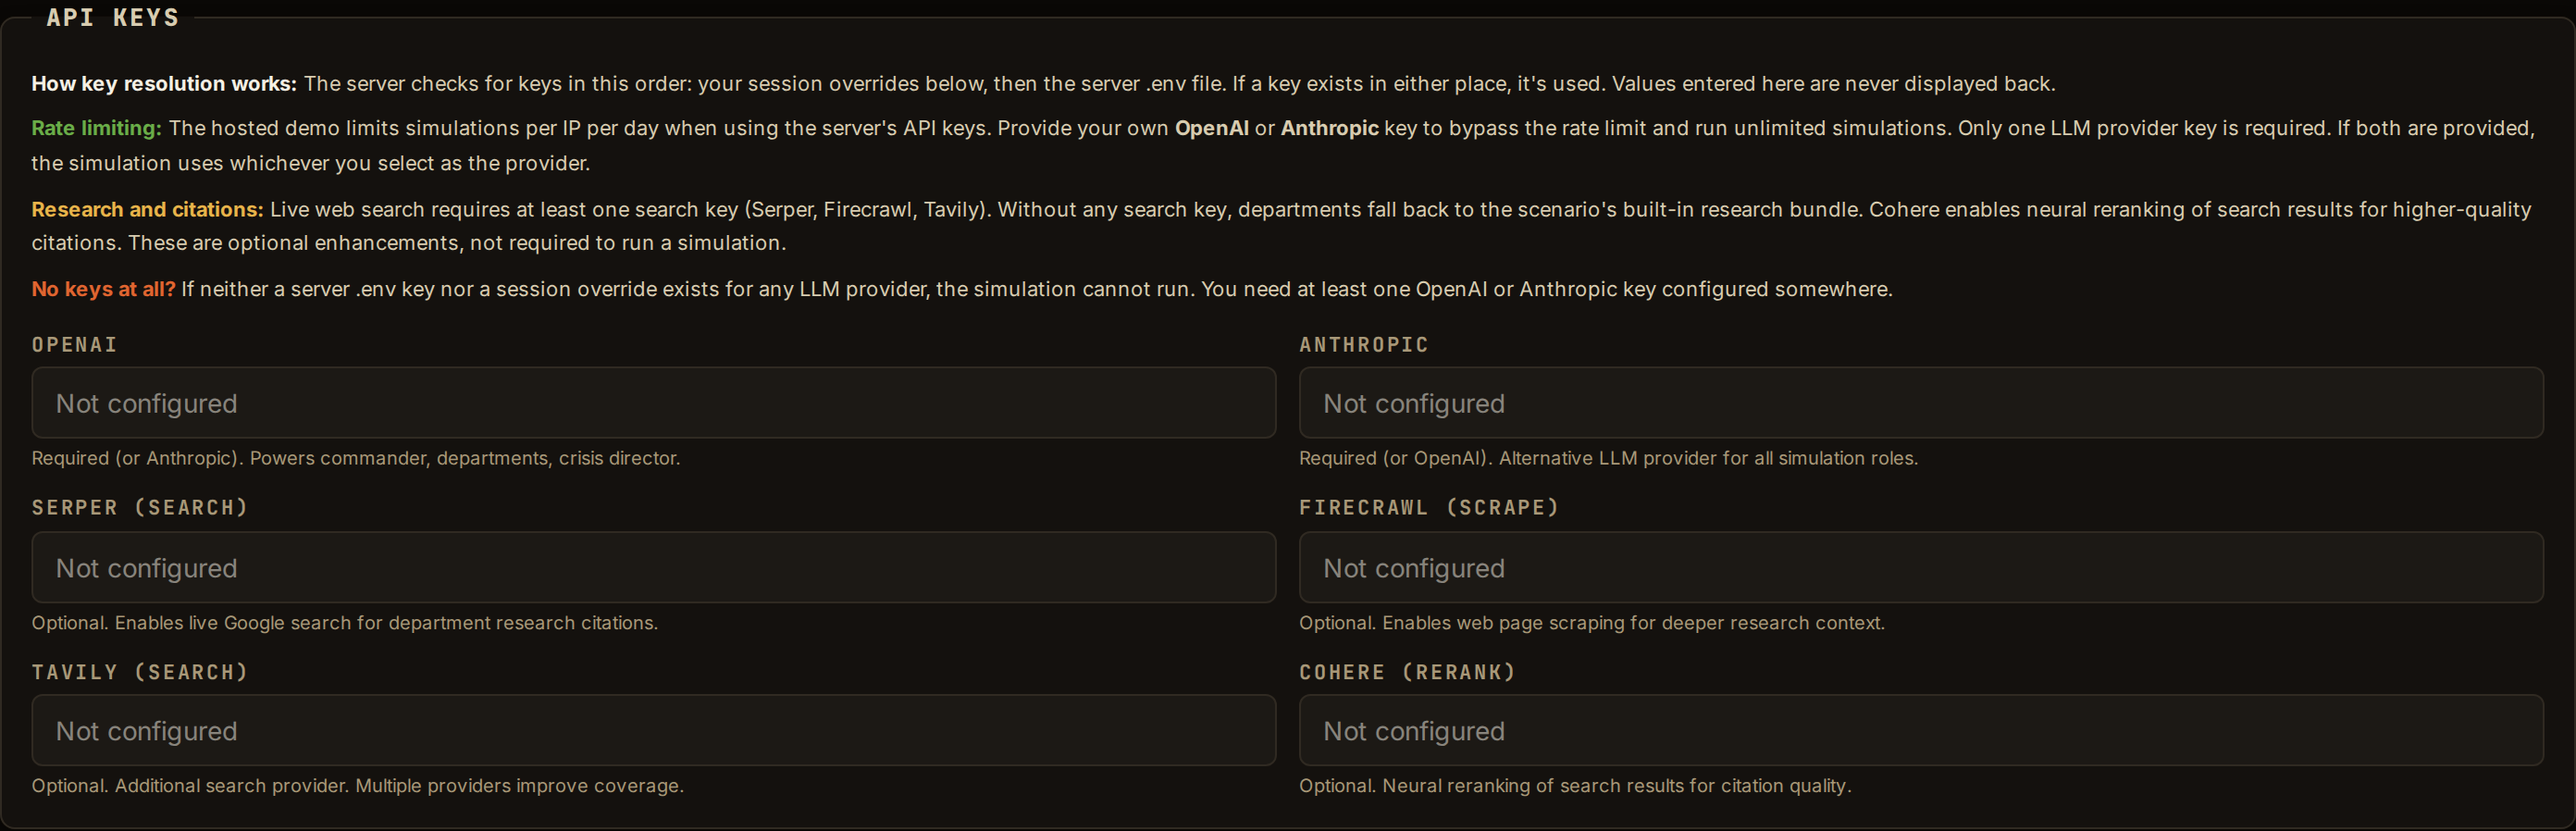 API KEYS
How key resolution works: The server checks for keys in this order: your session overrides below, then the server .env file. If a key exists in either place, it's used. Values entered here are never displayed back.
Rate limiting: The hosted demo limits simulations per IP per day when using the server's API keys. Provide your own OpenAI or Anthropic key to bypass the rate limit and run unlimited simulations. Only one LLM provider key is required. If both are provided,
the simulation uses whichever you select as the provider.
Research and citations: Live web search requires at least one search key (Serper, Firecrawl, Tavily). Without any search key, departments fall back to the scenario's built-in research bundle. Cohere enables neural reranking of search results for higher-quality
citations. These are optional enhancements, not required to run a simulation.
No keys at all? If neither a server .env key nor a session override exists for any LLM provider, the simulation cannot run. You need at least one OpenAI or Anthropic key configured somewhere.
OPENAI
Not configured
Required (or Anthropic). Powers commander, departments, crisis director.
ANTHROPIC
Not configured
Required (or OpenAI). Alternative LLM provider for all simulation roles.
SERPER (SEARCH)
Not configured
Optional. Enables live Google search for department research citations.
FIRECRAWL (SCRAPE)
Not configured
Optional. Enables web page scraping for deeper research context.
TAVILY (SEARCH)
Not configured
Optional. Additional search provider. Multiple providers improve coverage.
COHERE (RERANK)
Not configured
Optional. Neural reranking of search results for citation quality.